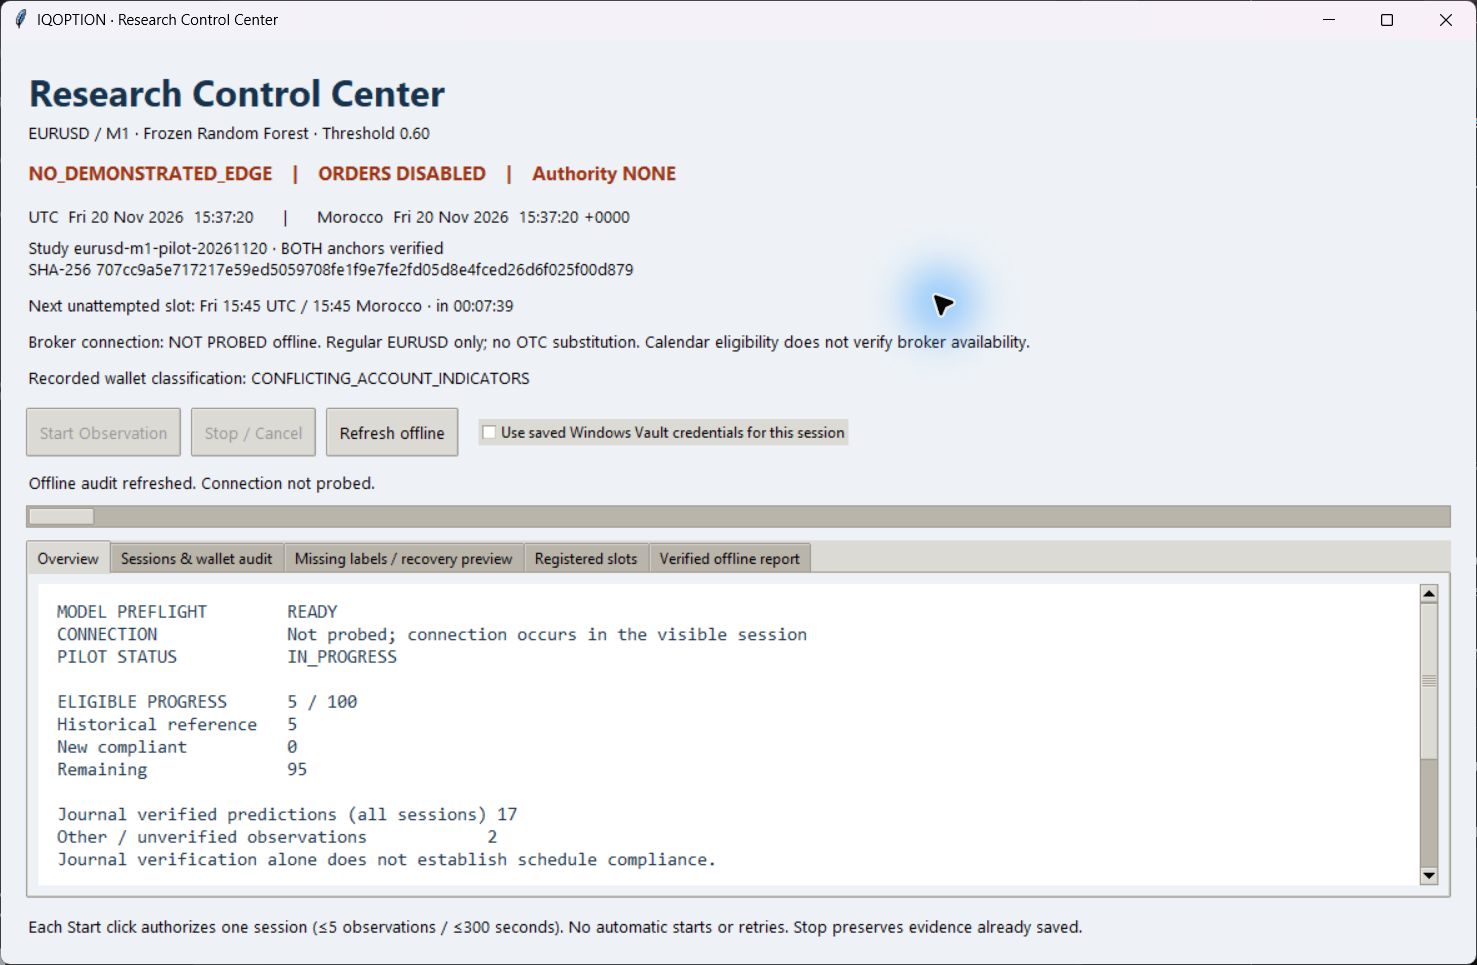 IQOPTION · Research Control Center
Research Control Center
EURUSD / M1 · Frozen Random Forest · Threshold 0.60
NO_DEMONSTRATED_EDGE | ORDERS DISABLED | Authority NONE
UTC Fri 20 Nov 2026 15:37:20 | Morocco Fri 20 Nov 2026 15:37:20 +0000
Study eurusd-m1-pilot-20261120 · BOTH anchors verified
SHA-256 707cc9a5e717217e59ed5059708fe1f9e7fe2fd05d8e4fced26d6f025f00d879
Next unattempted slot: Fri 15:45 UTC / 15:45 Morocco · in 00:07:39
Broker connection: NOT PROBED offline. Regular EURUSD only; no OTC substitution. Calendar eligibility does not verify broker availability.
Recorded wallet classification: CONFLICTING_ACCOUNT_INDICATORS
Start Observation Stop / Cancel Refresh offline Use saved Windows Vault credentials for this session
Offline audit refreshed. Connection not probed.
Overview Sessions & wallet audit Missing labels / recovery preview Registered slots Verified offline report
MODEL PREFLIGHT READY
CONNECTION Not probed; connection occurs in the visible session
PILOT STATUS IN_PROGRESS
ELIGIBLE PROGRESS 5 / 100
Historical reference 5
New compliant 0
Remaining 95
Journal verified predictions (all sessions) 17
Other / unverified observations 2
Journal verification alone does not establish schedule compliance.
Each Start click authorizes one session (≤5 observations / ≤300 seconds). No automatic starts or retries. Stop preserves evidence already saved.